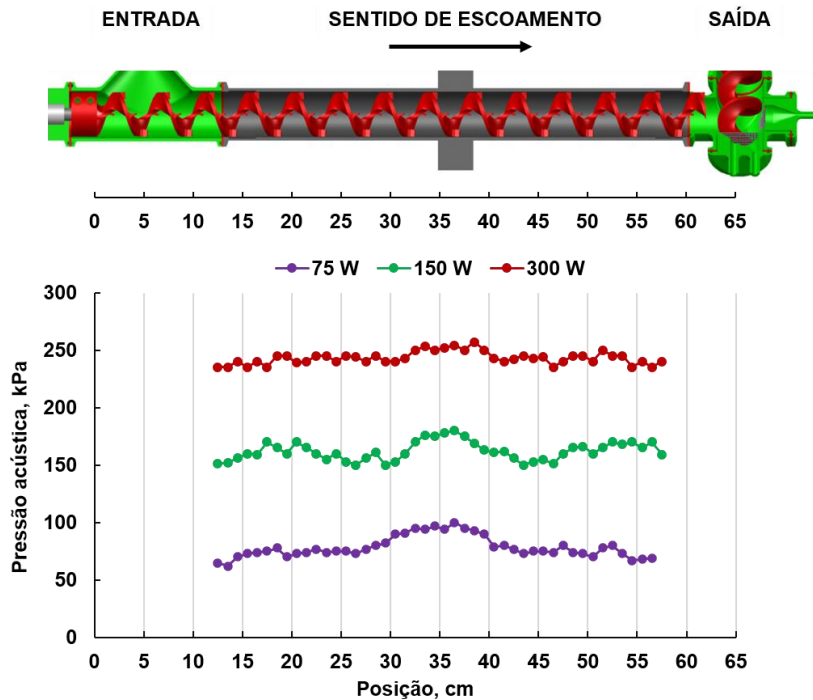 ENTRADA SENTIDO DE ESCOAMENTO SAÍDA
0 5 10 15 20 25 30 35 40 45 50 55 60 65
75 W 150 W 300 W
300
250
200
150
100
50
0
Pressão acústica, kPa
0 5 10 15 20 25 30 35 40 45 50 55 60 65
Posição, cm